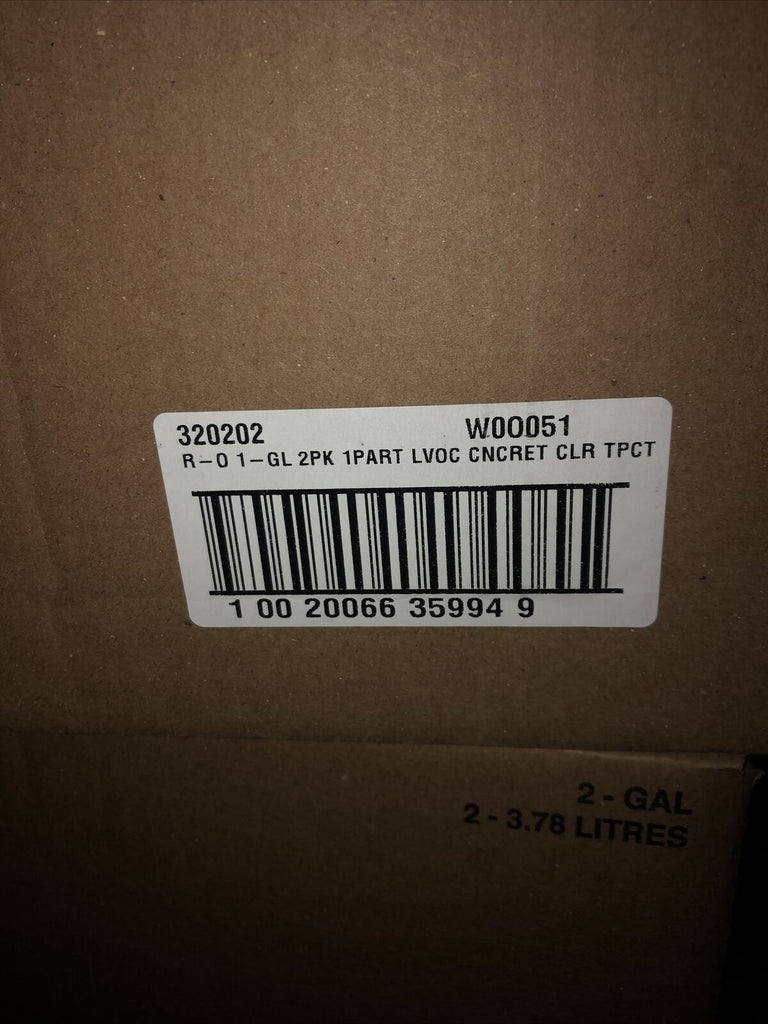 320202 W00051
R-O 1-GL 2PK 1PART LVOC CNCRET CLR TPCT
1 00 20066 35994 9
2 - GAL
2 - 3.78 LITRES